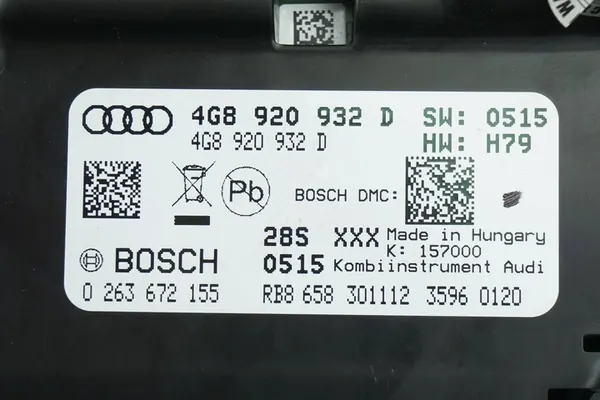 4G8 920 932 D SW: 0515
4G8 920 932 D HW: H79
Pb BOSCH DMC:
28S XXX Made in Hungary
K: 157000
BOSCH 0515 Kombiinstrument Audi
0 263 672 155 RB8 658 301112 3596 0120